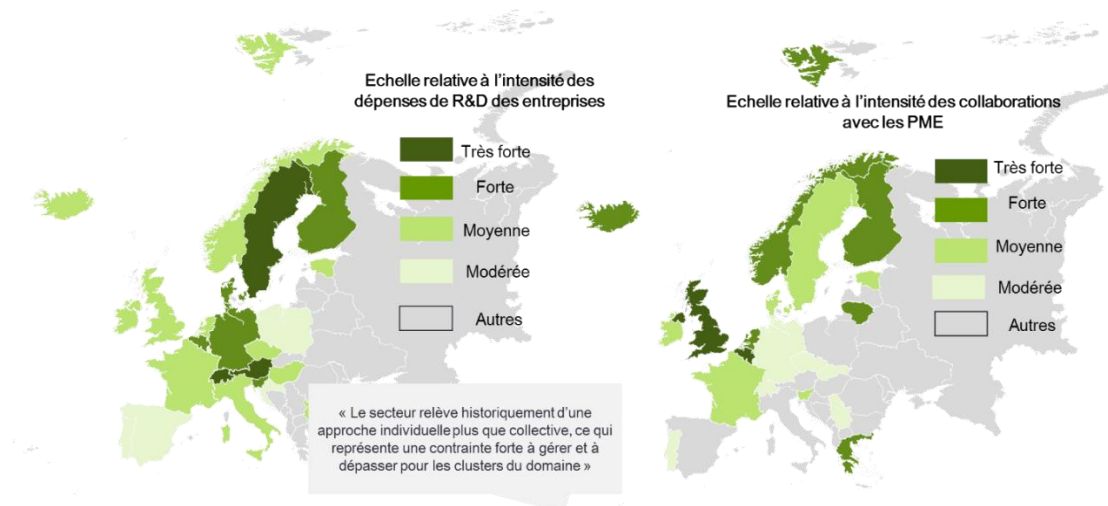 Echelle relative à l'intensité des
dépenses de R&D des entreprises
Très forte
Forte
Moyenne
Modérée
Autres
« Le secteur relève historiquement d'une
approche individuelle plus que collective, ce qui
représente une contrainte forte à gérer et à
dépasser pour les clusters du domaine »
Echelle relative à l'intensité des collaborations
avec les PME
Très forte
Forte
Moyenne
Modérée
Autres